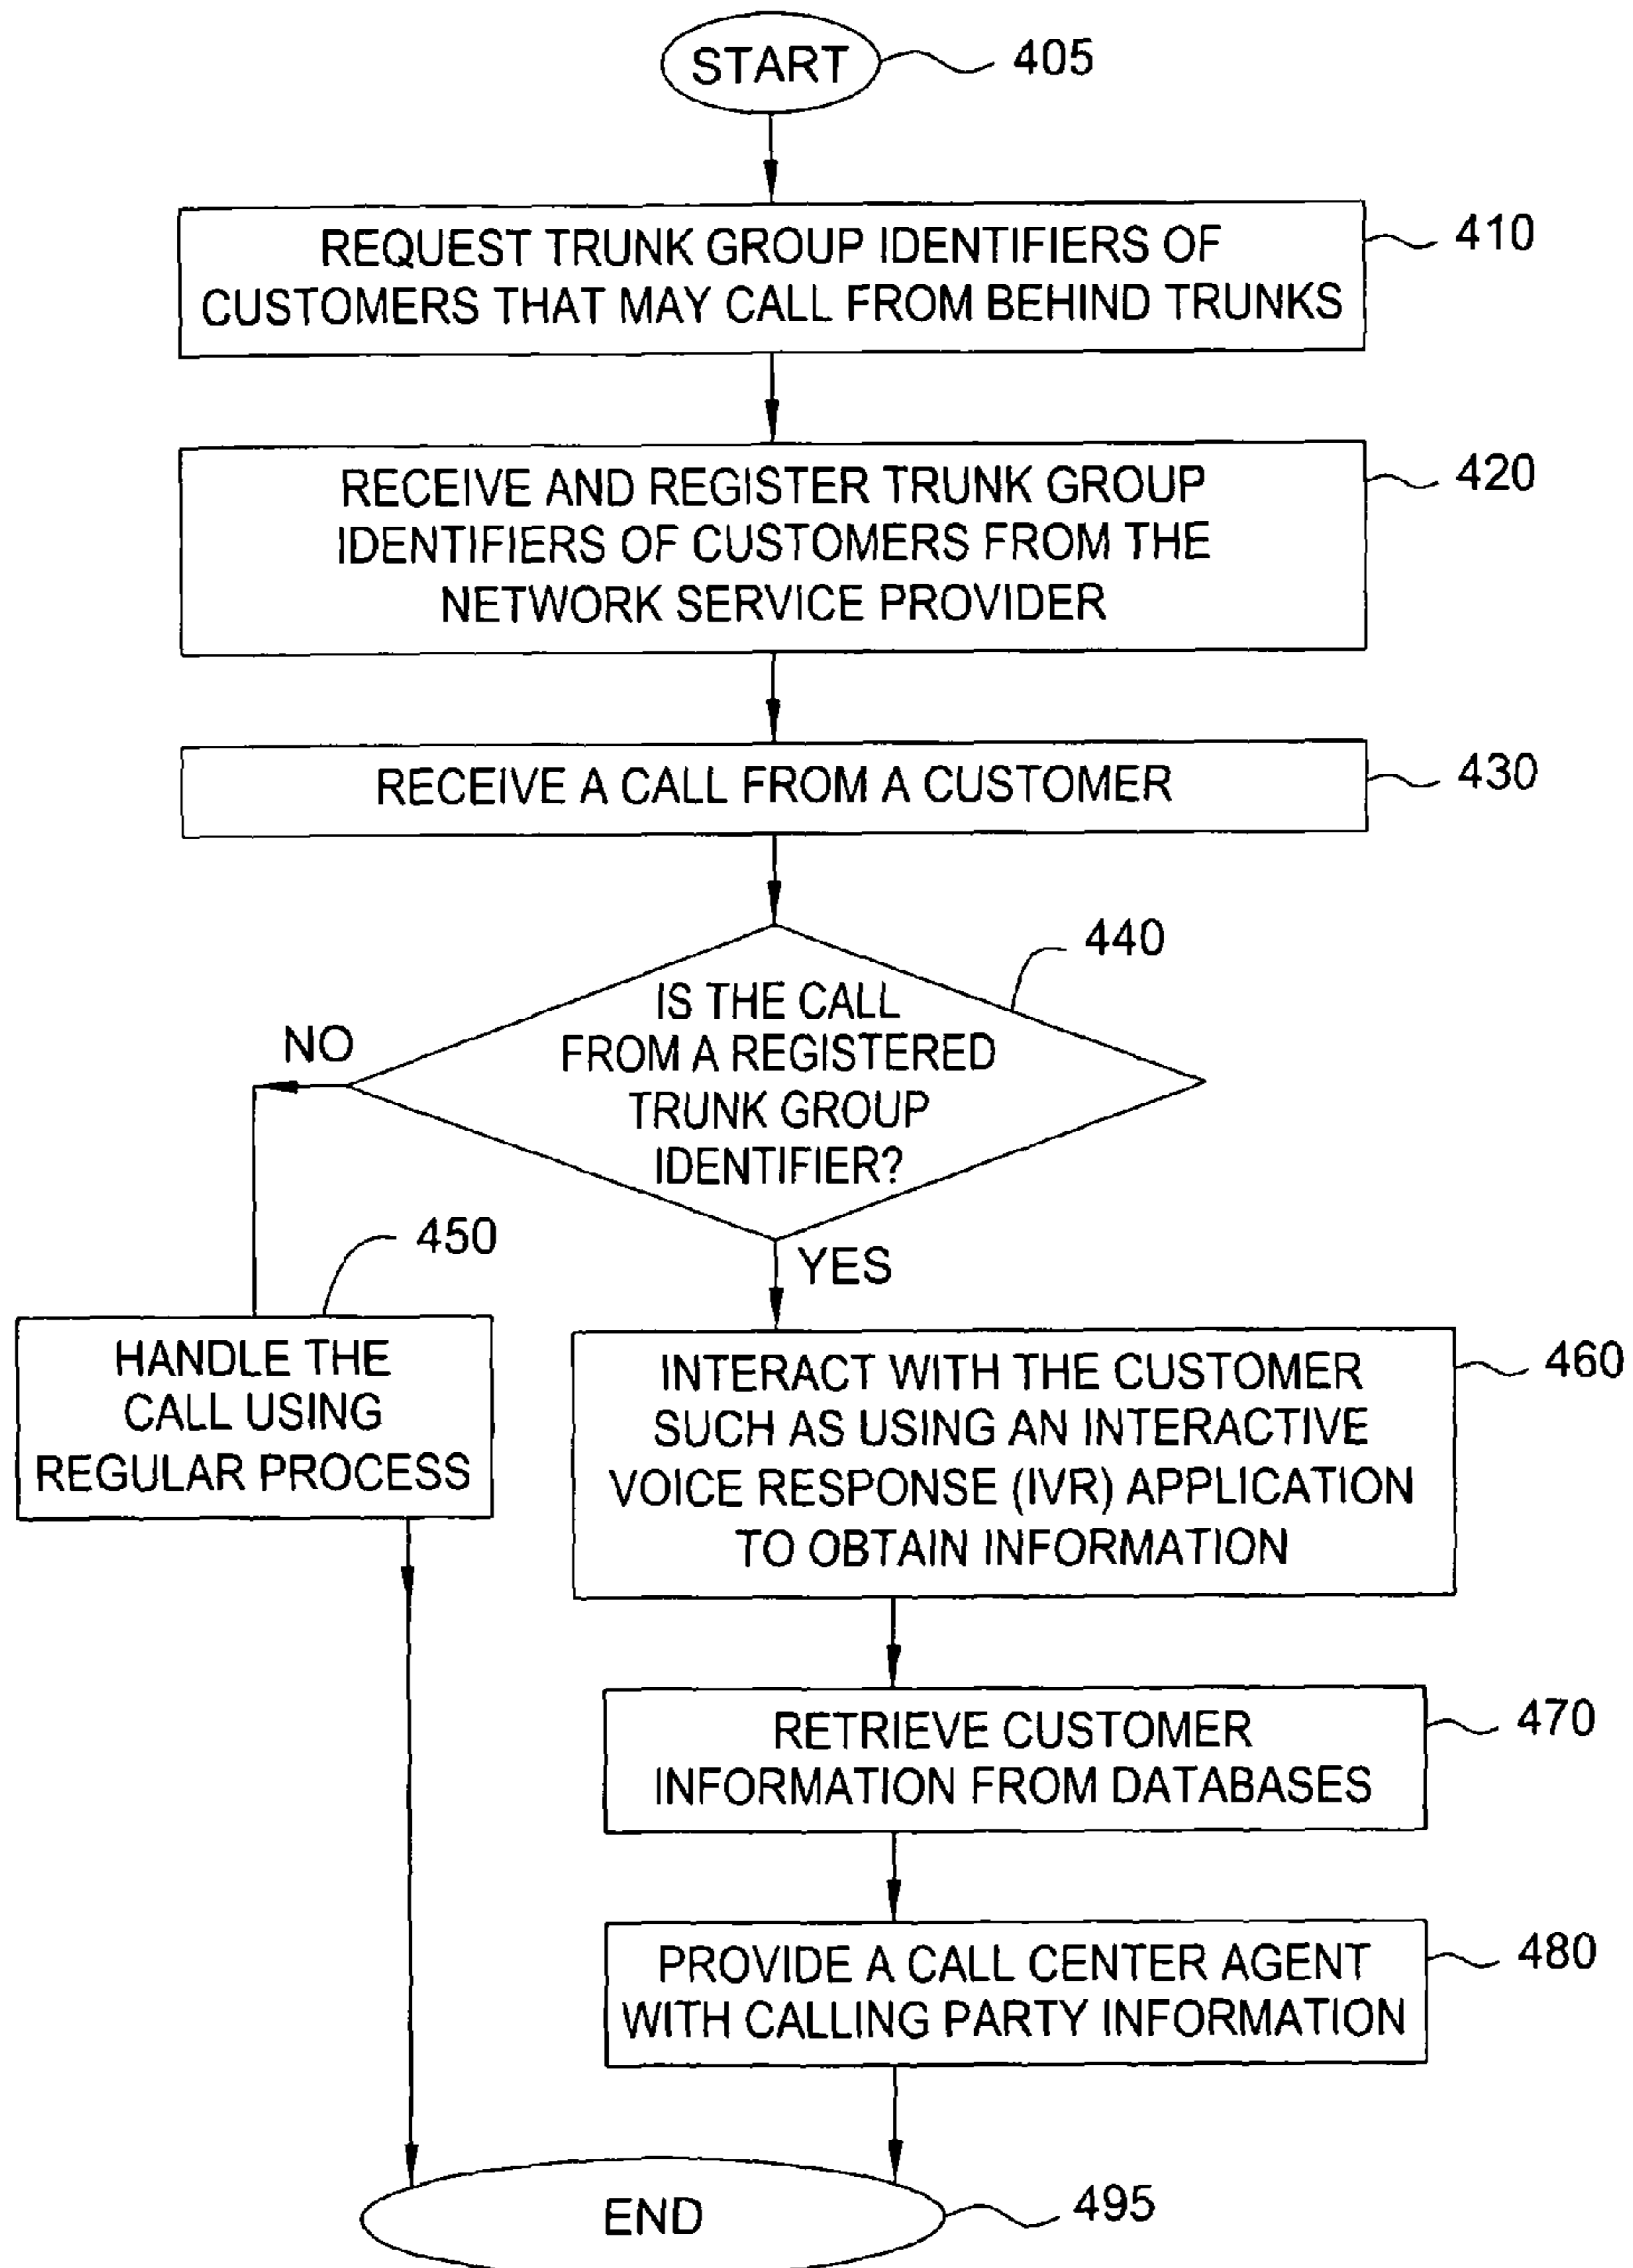 START
405
REQUEST TRUNK GROUP IDENTIFIERS OF
CUSTOMERS THAT MAY CALL FROM BEHIND TRUNKS
410
RECEIVE AND REGISTER TRUNK GROUP
IDENTIFIERS OF CUSTOMERS FROM THE
NETWORK SERVICE PROVIDER
420
RECEIVE A CALL FROM A CUSTOMER
430
440
IS THE CALL
FROM A REGISTERED
TRUNK GROUP
IDENTIFIER?
NO
YES
450
HANDLE THE
CALL USING
REGULAR PROCESS
INTERACT WITH THE CUSTOMER
SUCH AS USING AN INTERACTIVE
VOICE RESPONSE (IVR) APPLICATION
TO OBTAIN INFORMATION
460
RETRIEVE CUSTOMER
INFORMATION FROM DATABASES
470
PROVIDE A CALL CENTER AGENT
WITH CALLING PARTY INFORMATION
480
END
495